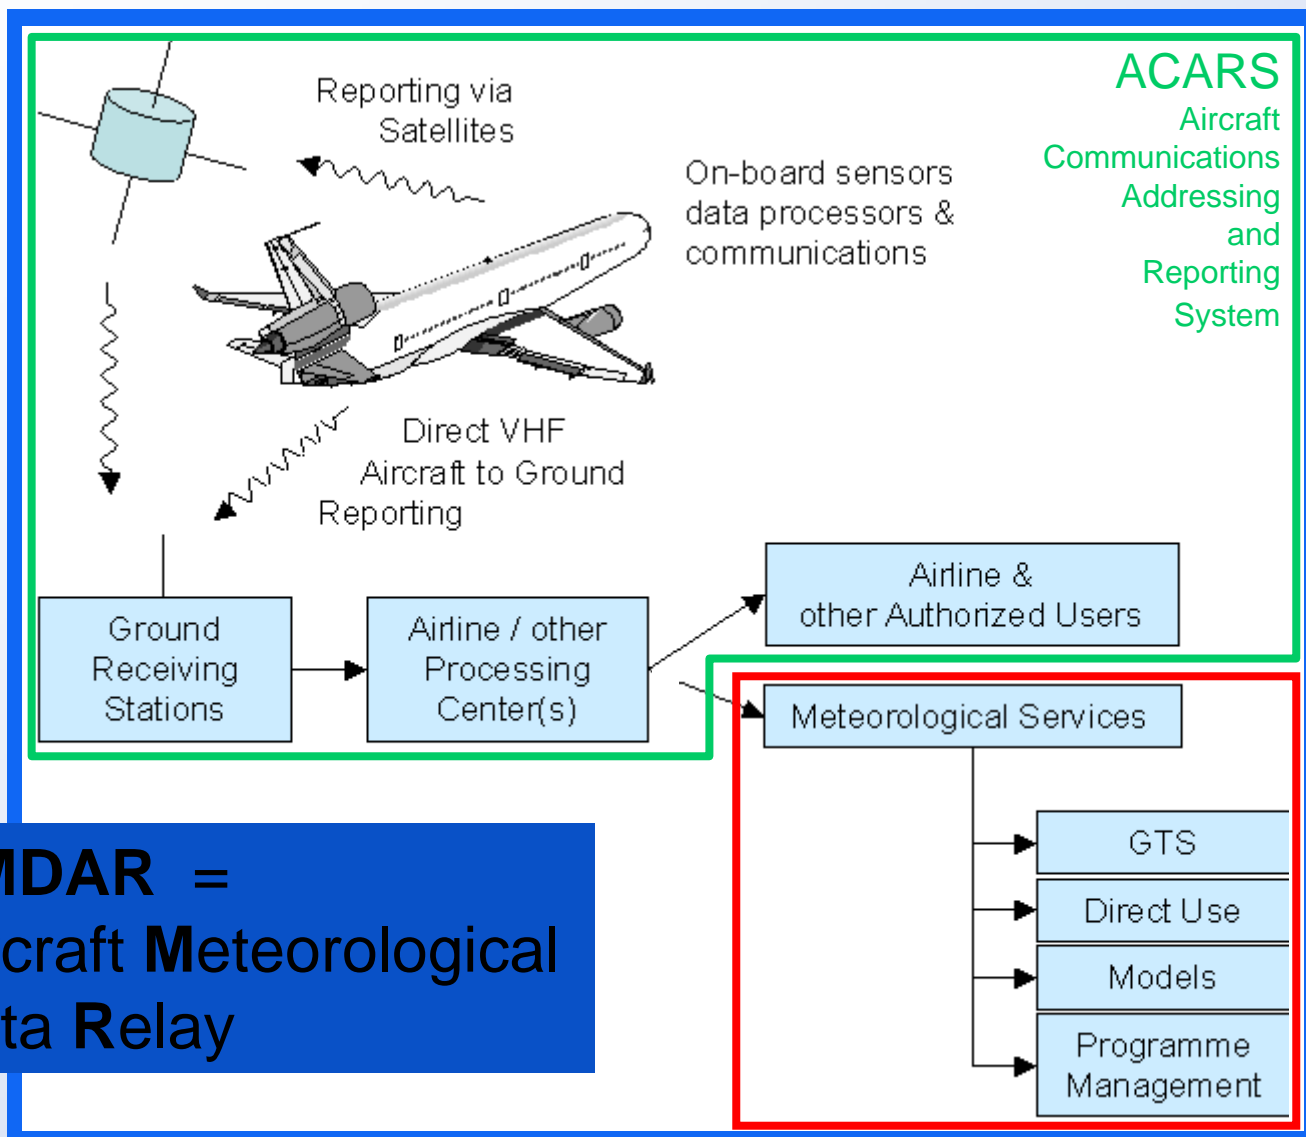 ACARS
Aircraft
Communications
Addressing
and
Reporting
System
Reporting via
Satellites
On-board sensors
data processors &
communications
Direct VHF
Aircraft to Ground
Reporting
Ground
Receiving
Stations
Airline / other
Processing
Center(s)
Airline &
other Authorized Users
Meteorological Services
GTS
Direct Use
Models
Programme
Management
MDAR =
craft Meteorological
ta Relay